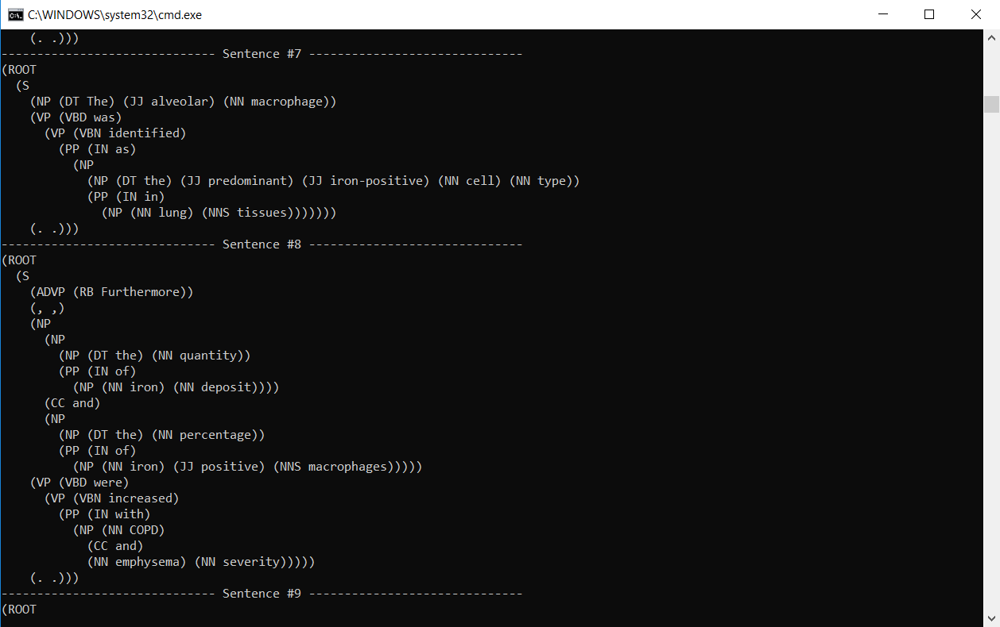 C:\WINDOWS\system32\cmd.exe
    (. .)))
------------------------------ Sentence #7 ------------------------------
(ROOT
  (S
    (NP (DT The) (JJ alveolar) (NN macrophage))
    (VP (VBD was)
      (VP (VBN identified)
        (PP (IN as)
          (NP
            (NP (DT the) (JJ predominant) (JJ iron-positive) (NN cell) (NN type))
            (PP (IN in)
              (NP (NN lung) (NNS tissues)))))))
    (. .)))
------------------------------ Sentence #8 ------------------------------
(ROOT
  (S
    (ADVP (RB Furthermore))
    (, ,)
    (NP
      (NP
        (NP (DT the) (NN quantity))
        (PP (IN of)
          (NP (NN iron) (NN deposit))))
      (CC and)
      (NP
        (NP (DT the) (NN percentage))
        (PP (IN of)
          (NP (NN iron) (JJ positive) (NNS macrophages)))))
    (VP (VBD were)
      (VP (VBN increased)
        (PP (IN with)
          (NP (NN COPD)
            (CC and)
            (NN emphysema) (NN severity)))))
    (. .)))
------------------------------ Sentence #9 ------------------------------
(ROOT